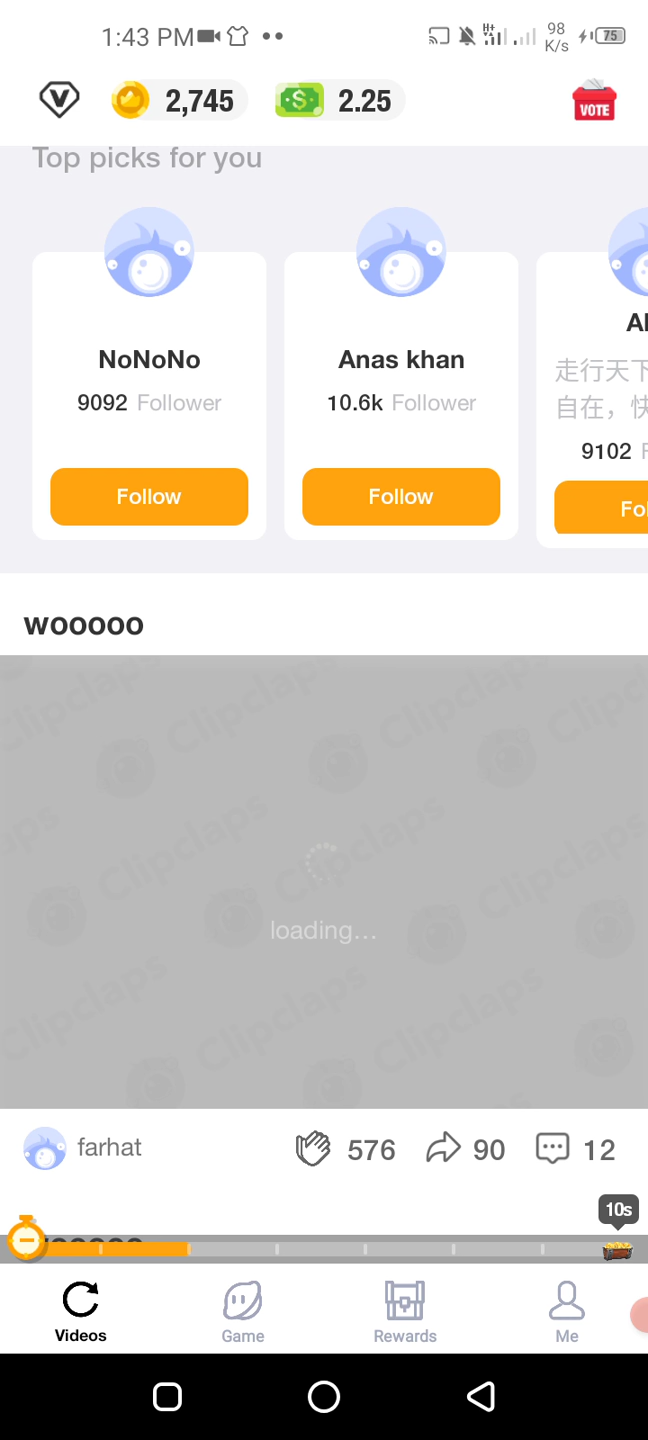 1:43 PM
H+
98
K/s
75
2,745
2.25
VOTE
Top picks for you
NoNoNo
9092 Follower
Follow
Anas khan
10.6k Follower
Follow
走行天下
自在，快
9102
Fo
wooooo
Clipclaps
loading...
farhat
576
90
12
10s
Videos
Game
Rewards
Me